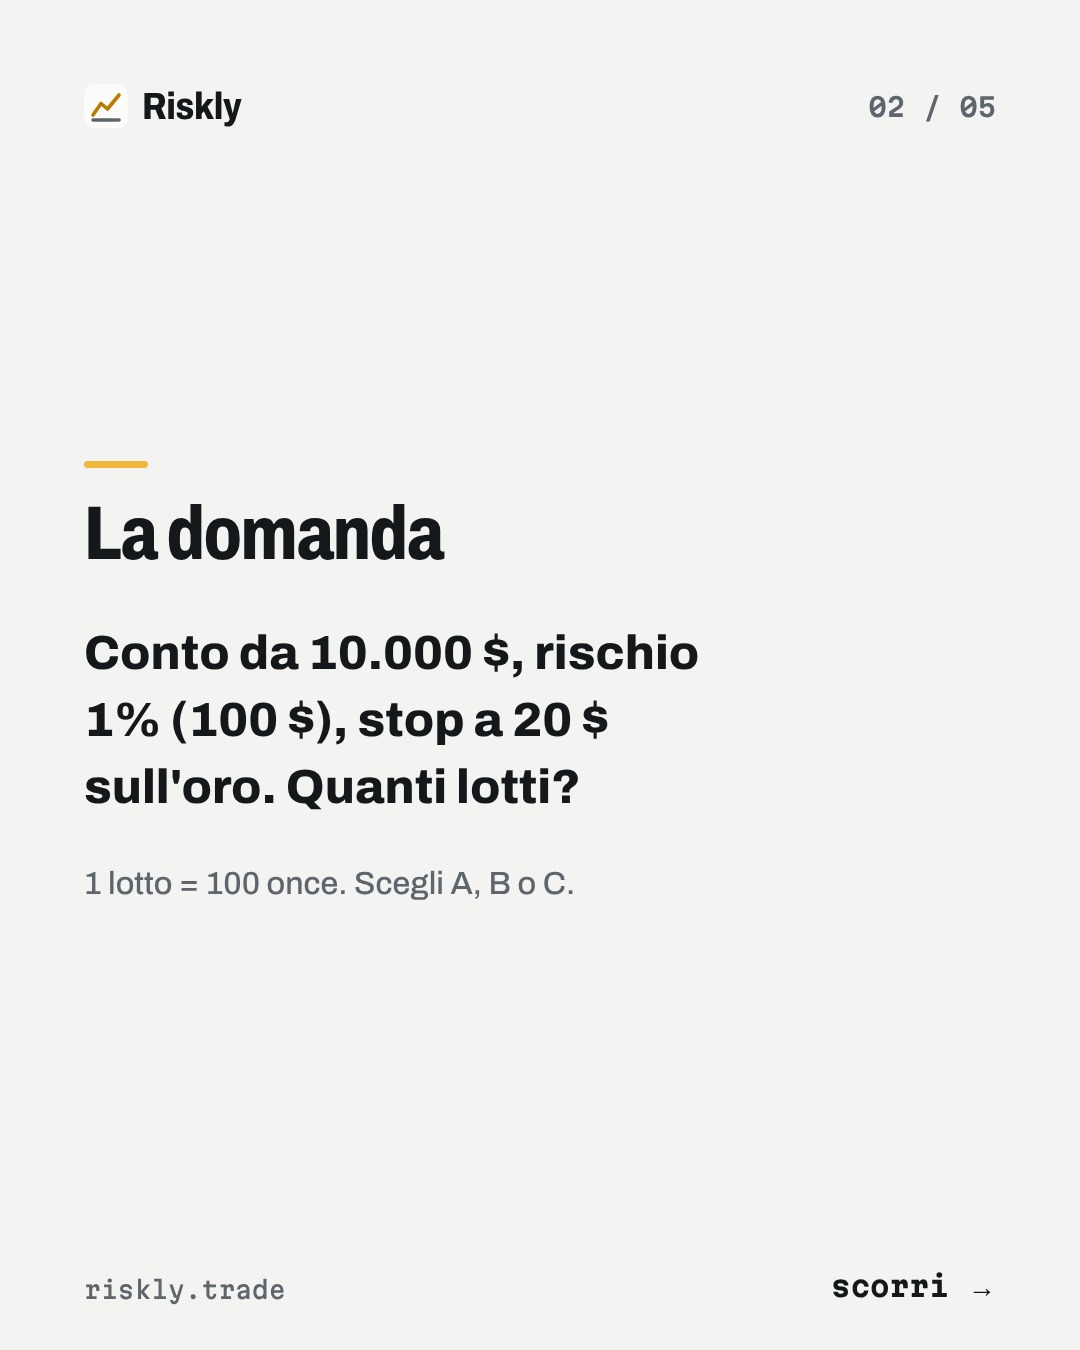 Riskly
02 / 05
La domanda
Conto da 10.000 $, rischio
1% (100 $), stop a 20 $
sull'oro. Quanti lotti?
1 lotto = 100 once. Scegli A, B o C.
riskly.trade
scorri →